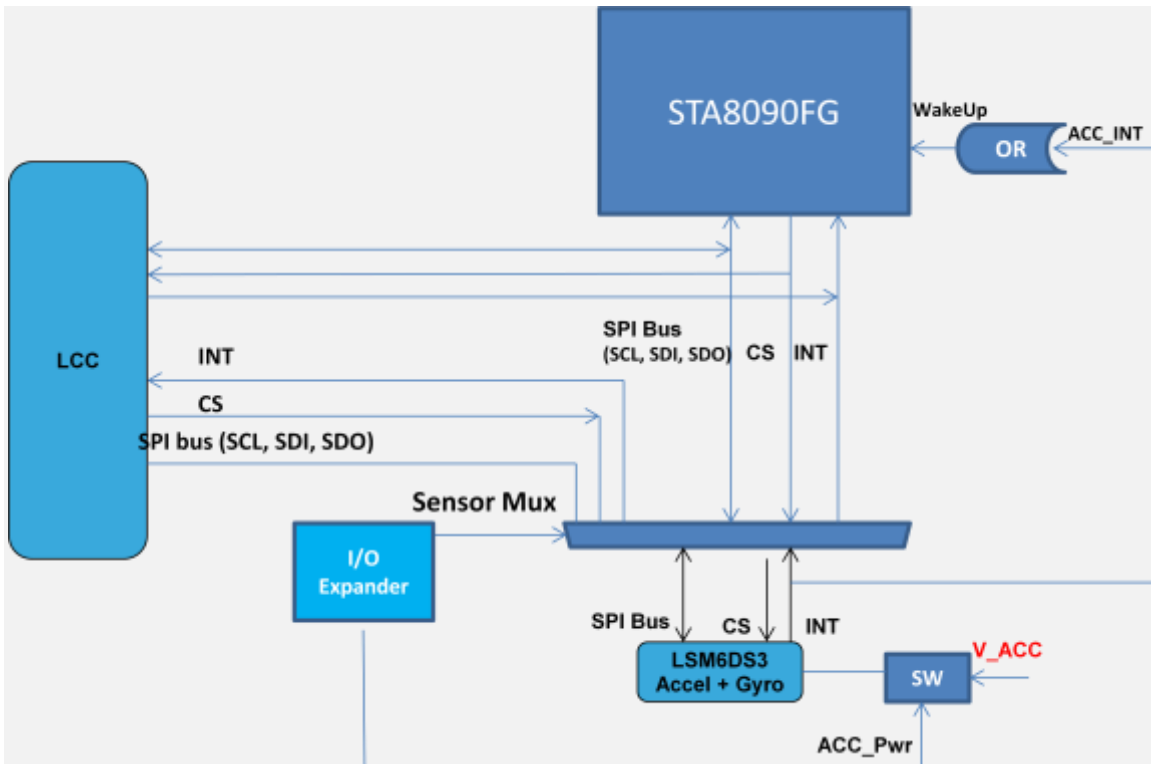 STA8090FG
WakeUp
OR
ACC_INT
LCC
SPI Bus
(SCL, SDI, SDO)
CS
INT
INT
CS
SPI bus (SCL, SDI, SDO)
Sensor Mux
I/O
Expander
SPI Bus
CS
INT
LSM6DS3
Accel + Gyro
V_ACC
SW
ACC_Pwr